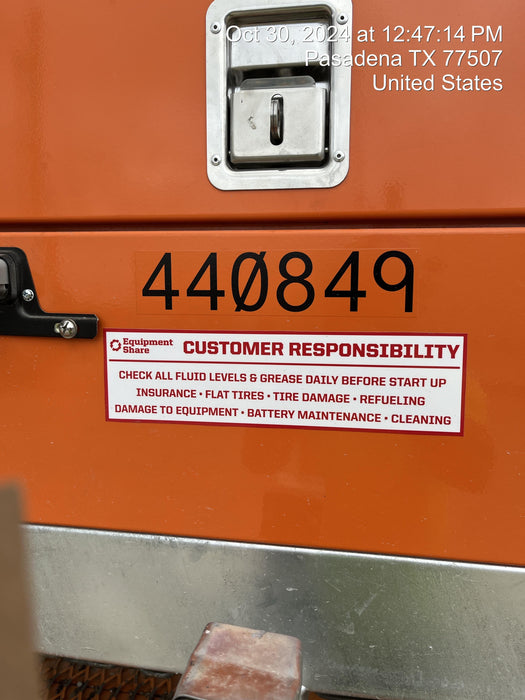 Oct 30, 2024 at 12:47:14 PM
Pasadena TX 77507
United States
440849
Equipment
Share
CUSTOMER RESPONSIBILITY
CHECK ALL FLUID LEVELS & GREASE DAILY BEFORE START UP
INSURANCE • FLAT TIRES • TIRE DAMAGE • REFUELING
DAMAGE TO EQUIPMENT • BATTERY MAINTENANCE • CLEANING